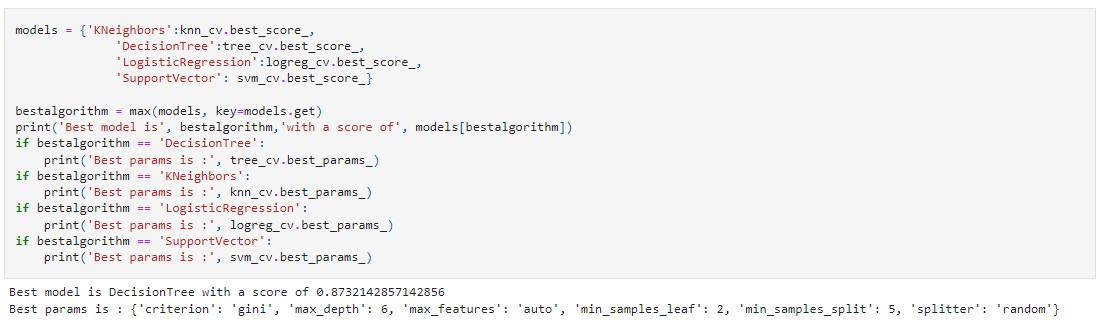 models = {'KNeighbors':knn_cv.best_score_,
              'DecisionTree':tree_cv.best_score_,
              'LogisticRegression':logreg_cv.best_score_,
              'SupportVector': svm_cv.best_score_}

bestalgorithm = max(models, key=models.get)
print('Best model is', bestalgorithm,'with a score of', models[bestalgorithm])
if bestalgorithm == 'DecisionTree':
    print('Best params is :', tree_cv.best_params_)
if bestalgorithm == 'KNeighbors':
    print('Best params is :', knn_cv.best_params_)
if bestalgorithm == 'LogisticRegression':
    print('Best params is :', logreg_cv.best_params_)
if bestalgorithm == 'SupportVector':
    print('Best params is :', svm_cv.best_params_)
Best model is DecisionTree with a score of 0.8732142857142856
Best params is : {'criterion': 'gini', 'max_depth': 6, 'max_features': 'auto', 'min_samples_leaf': 2, 'min_samples_split': 5, 'splitter': 'random'}